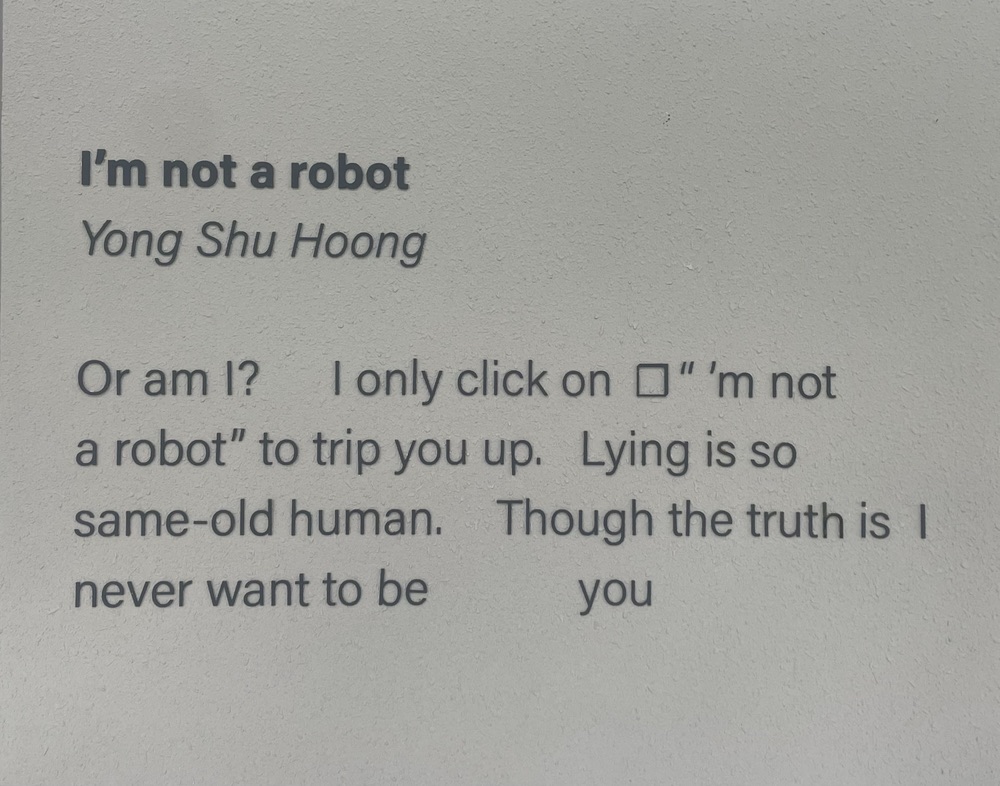 I'm not a robot
Yong Shu Hoong
Or am I? I only click on ☐ " 'm not
a robot" to trip you up. Lying is so
same-old human. Though the truth is I
never want to be you